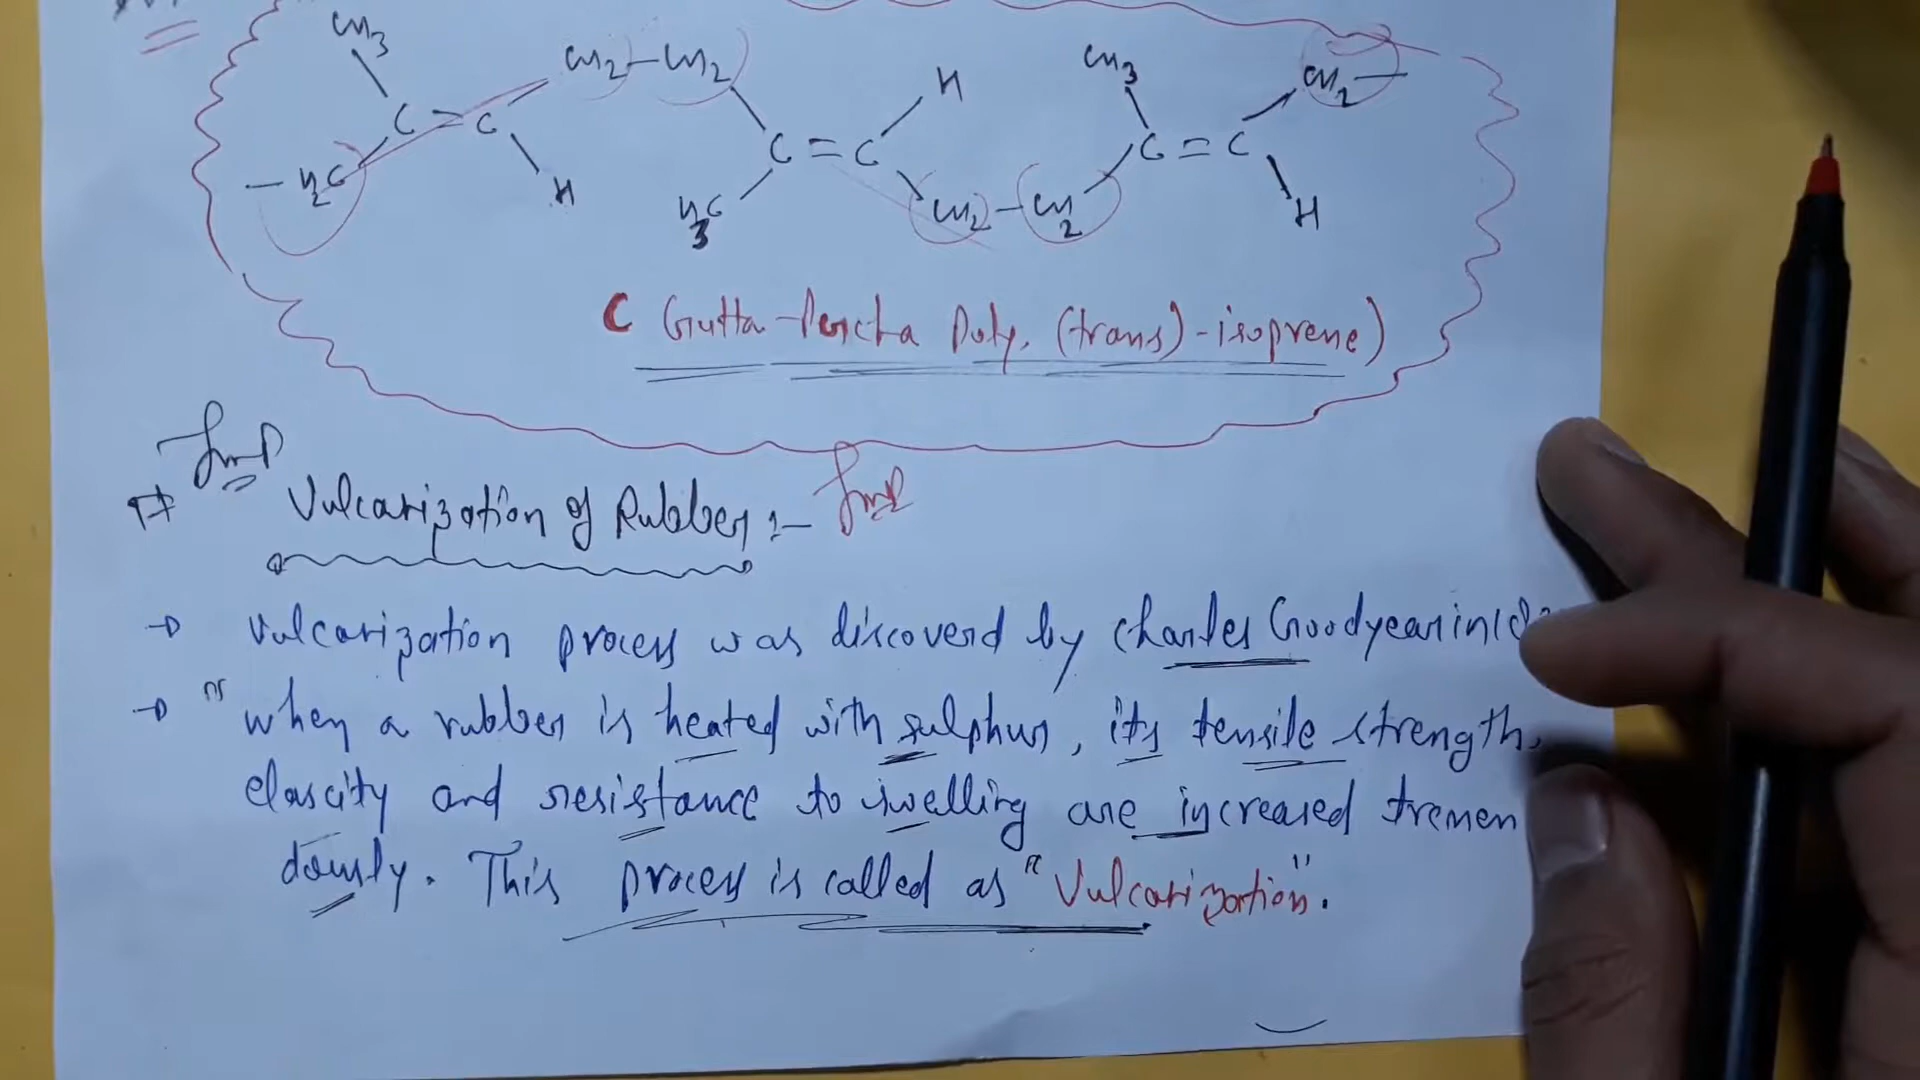 CH3 CH2-CH2 H CH3 CH2-
C=C C=C C=C
-H2C H H3C CH2-CH2 H
( Gutta-Percha Poly. (trans)-isoprene)
Imp
Vulcanization of Rubber :- Imp
→ Vulcanization process was discoverd by Charles Goodyear in 18
→ "when a rubber is heated with sulphur, its tensile strength,
elascity and resistance to swelling are increased tremen
dously. This process is called as "Vulcanization".